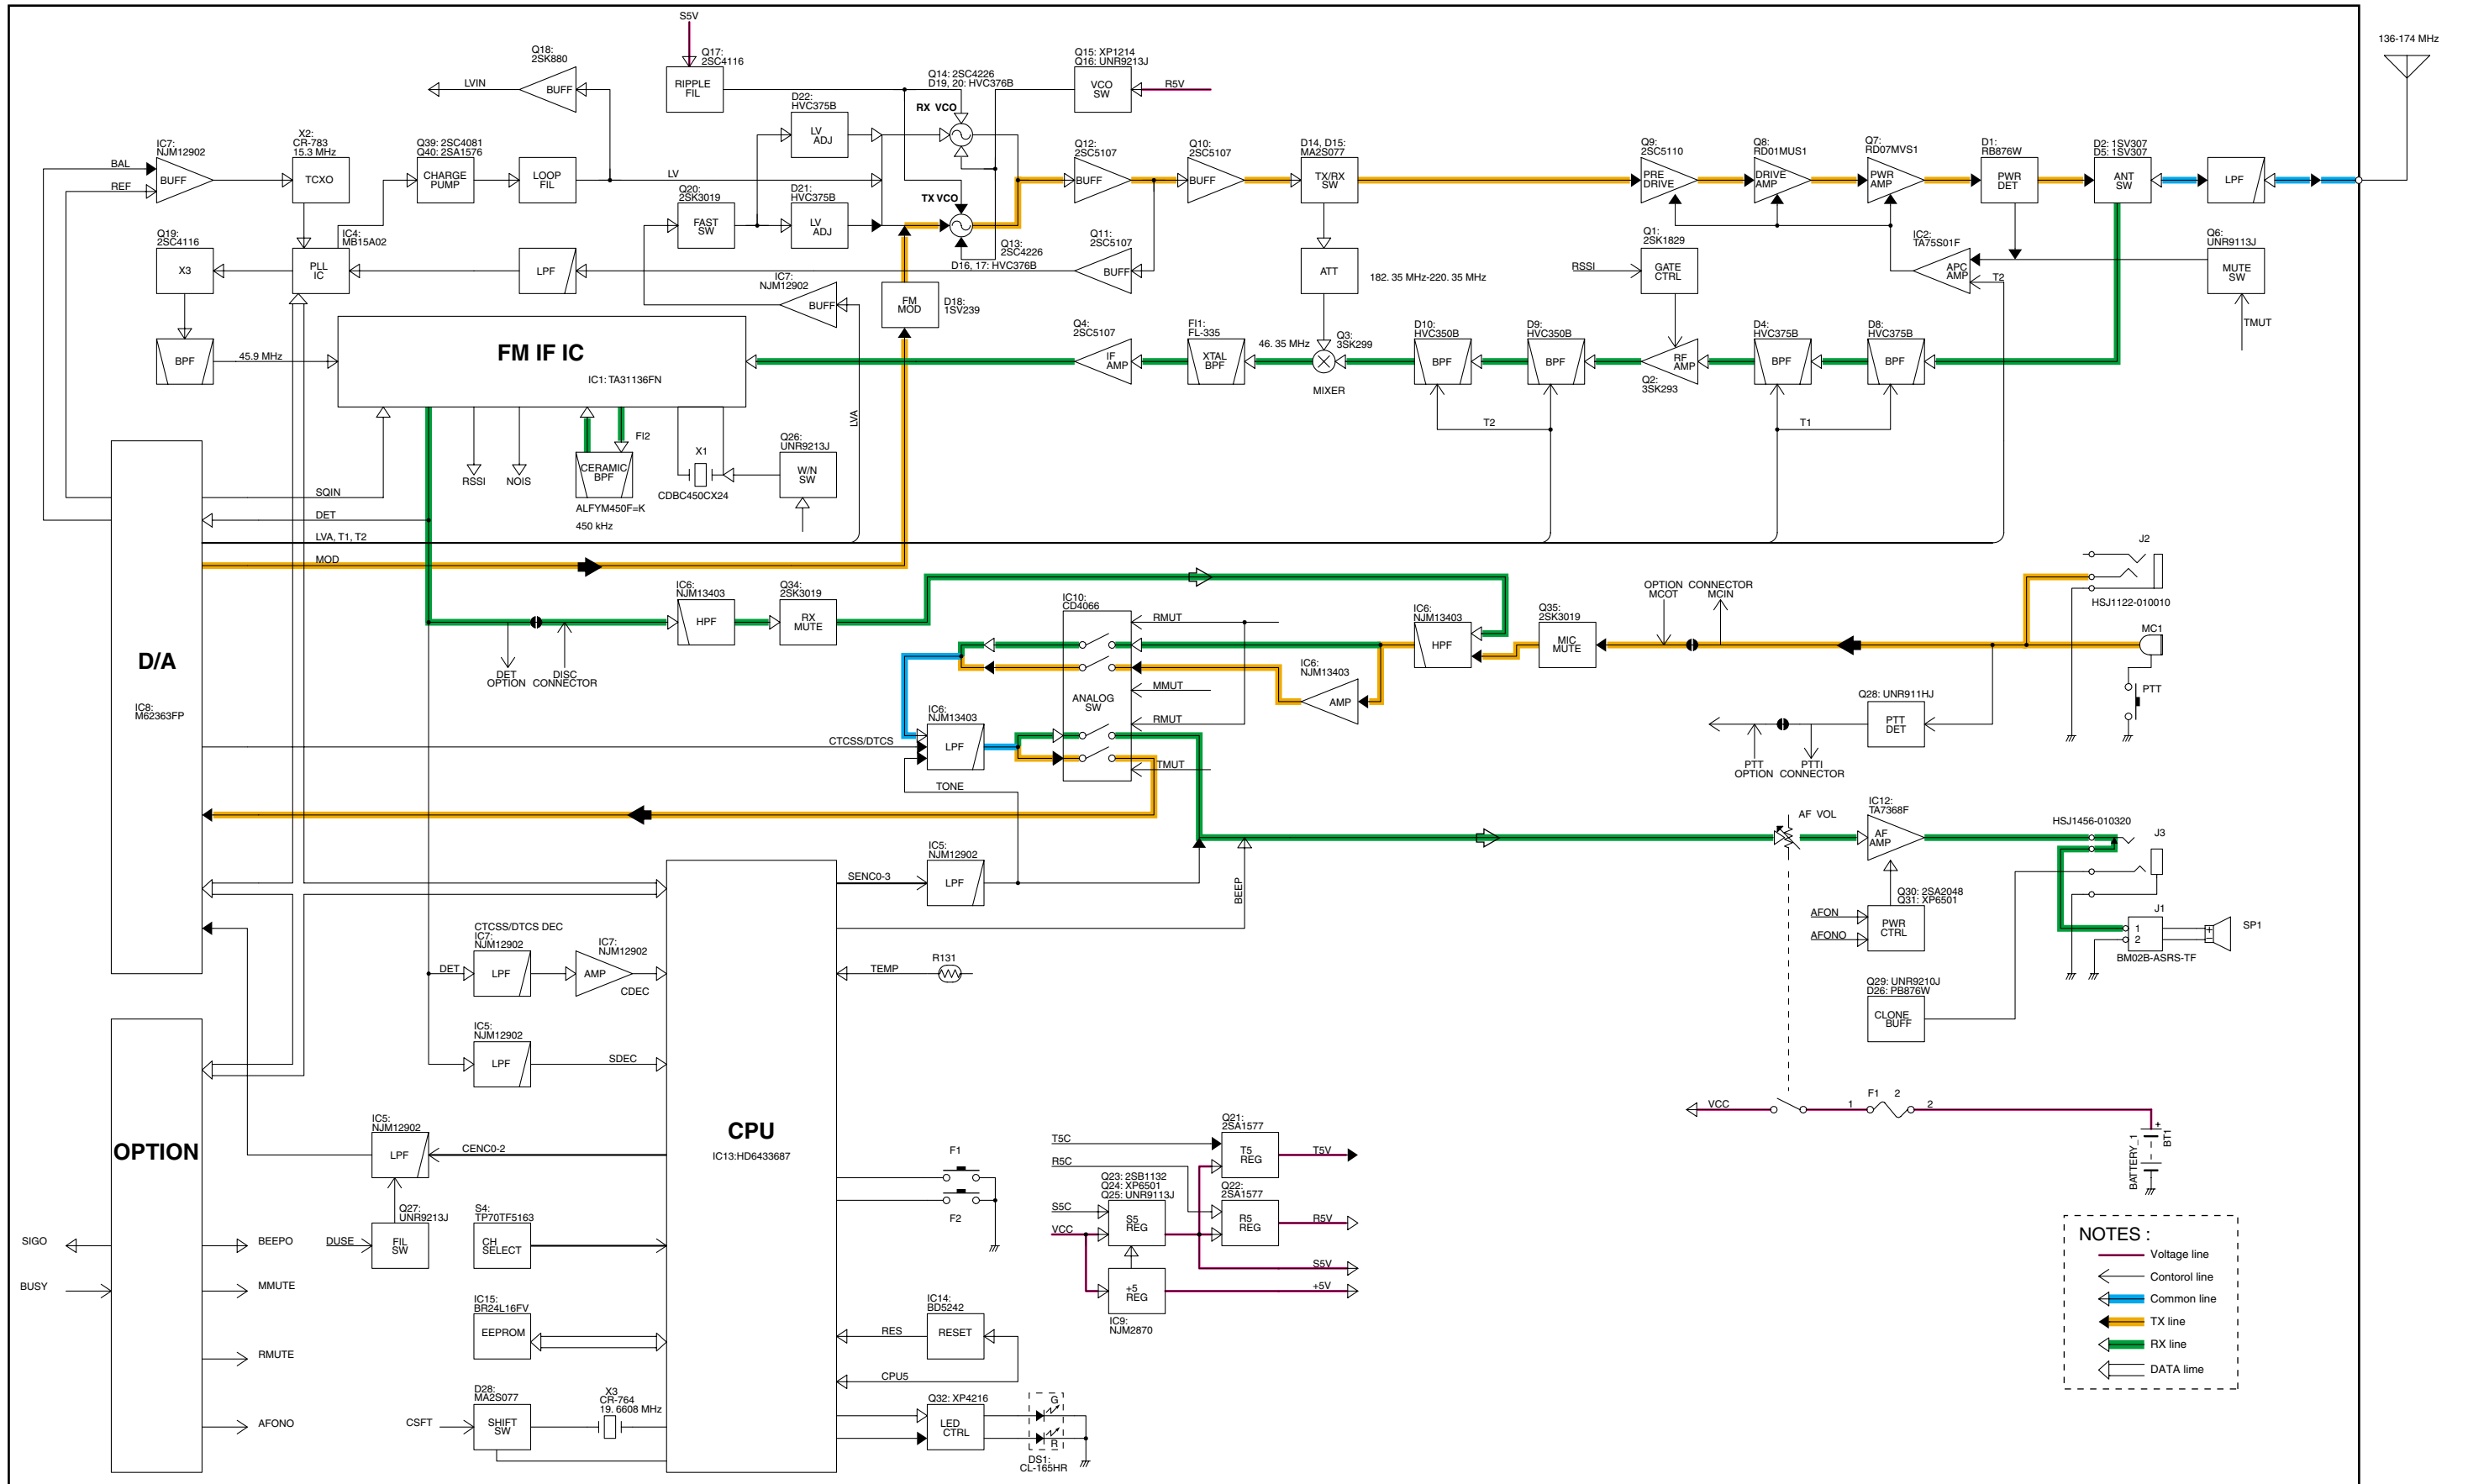 S5V
136-174 MHz
Q18:
2SK880
LVIN
BUFF
Q17:
2SC4116
RIPPLE
FIL
Q14: 2SC4226
D19, 20: HVC376B
RX VCO
Q15: XP1214
Q16: UNR9213J
VCO
SW
R5V
D22:
HVC375B
LV
ADJ
IC7:
NJM12902
BAL
REF
BUFF
X2:
CR-783
15.3 MHz
TCXO
Q39: 2SC4081
Q40: 2SA1576
CHARGE
PUMP
LOOP
FIL
LV
Q20:
2SK3019
FAST
SW
D21:
HVC375B
LV
ADJ
TX VCO
Q13:
2SC4226
D16, 17: HVC376B
Q12:
2SC5107
BUFF
Q10:
2SC5107
BUFF
D14, D15:
MA2S077
TX/RX
SW
Q9:
2SC5110
PRE
DRIVE
Q8:
RD01MUS1
DRIVE
AMP
Q7:
RD07MVS1
PWR
AMP
D1:
RB876W
PWR
DET
D2: 1SV307
D5: 1SV307
ANT
SW
LPF
Q19:
2SC4116
X3
IC4:
MB15A02
PLL
IC
LPF
IC7:
NJM12902
BUFF
FM
MOD
D18:
1SV239
Q11:
2SC5107
BUFF
ATT
182. 35 MHz-220. 35 MHz
RSSI
Q1:
2SK1829
GATE
CTRL
IC2:
TA75S01F
APC
AMP
T2
Q6:
UNR9113J
MUTE
SW
TMUT
BPF
45.9 MHz
FM IF IC
IC1: TA31136FN
Q4:
2SC5107
IF
AMP
FI1:
FL-335
XTAL
BPF
46. 35 MHz
Q3:
3SK299
MIXER
D10:
HVC350B
BPF
D9:
HVC350B
BPF
RF
AMP
Q2:
3SK293
D4:
HVC375B
BPF
D8:
HVC375B
BPF
T2
T1
LVA
RSSI
NOIS
FI2
CERAMIC
BPF
ALFYM450F=K
450 kHz
X1
CDBC450CX24
Q26:
UNR9213J
W/N
SW
SQIN
DET
LVA, T1, T2
MOD
D/A
IC8:
M62363FP
IC6:
NJM13403
HPF
Q34:
2SK3019
RX
MUTE
DET
OPTION
DISC
CONNECTOR
IC10:
CD4066
RMUT
MMUT
ANALOG
SW
RMUT
TMUT
IC6:
NJM13403
AMP
IC6:
NJM13403
HPF
Q35:
2SK3019
MIC
MUTE
OPTION CONNECTOR
MCOT
MCIN
J2
HSJ1122-010010
MC1
PTT
Q28: UNR911HJ
PTT
DET
PTT
OPTION
PTTI
CONNECTOR
IC6:
NJM13403
LPF
CTCSS/DTCS
TONE
IC5:
NJM12902
SENC0-3
LPF
BEEP
AF VOL
IC12:
TA7368F
AF
AMP
HSJ1456-010320
J3
J1
1
2
BM02B-ASRS-TF
SP1
AFON
AFONO
Q30: 2SA2048
Q31: XP6501
PWR
CTRL
Q29: UNR9210J
D26: PB876W
CLONE
BUFF
CTCSS/DTCS DEC
IC7:
NJM12902
DET
LPF
IC7:
NJM12902
AMP
CDEC
TEMP
R131
IC5:
NJM12902
LPF
SDEC
CPU
IC13:HD6433687
OPTION
IC5:
NJM12902
LPF
CENC0-2
Q27:
UNR9213J
DUSE
FIL
SW
S4:
TP70TF5163
CH
SELECT
SIGO
BUSY
BEEPO
MMUTE
RMUTE
AFONO
IC15:
BR24L16FV
EEPROM
D28:
MA2S077
CSFT
SHIFT
SW
X3
CR-764
19. 6608 MHz
F1
F2
T5C
R5C
S5C
VCC
Q21:
2SA1577
T5
REG
T5V
Q23: 2SB1132
Q24: XP6501
Q25: UNR9113J
S5
REG
Q22:
2SA1577
R5
REG
R5V
S5V
+5V
+5
REG
IC9:
NJM2870
IC14:
BD5242
RES
RESET
CPU5
Q32: XP4216
LED
CTRL
G
R
DS1:
CL-165HR
VCC
1
F1
2
2
BATTERY_1
+
BT1
NOTES :
Voltage line
Contorol line
Common line
TX line
RX line
DATA lime